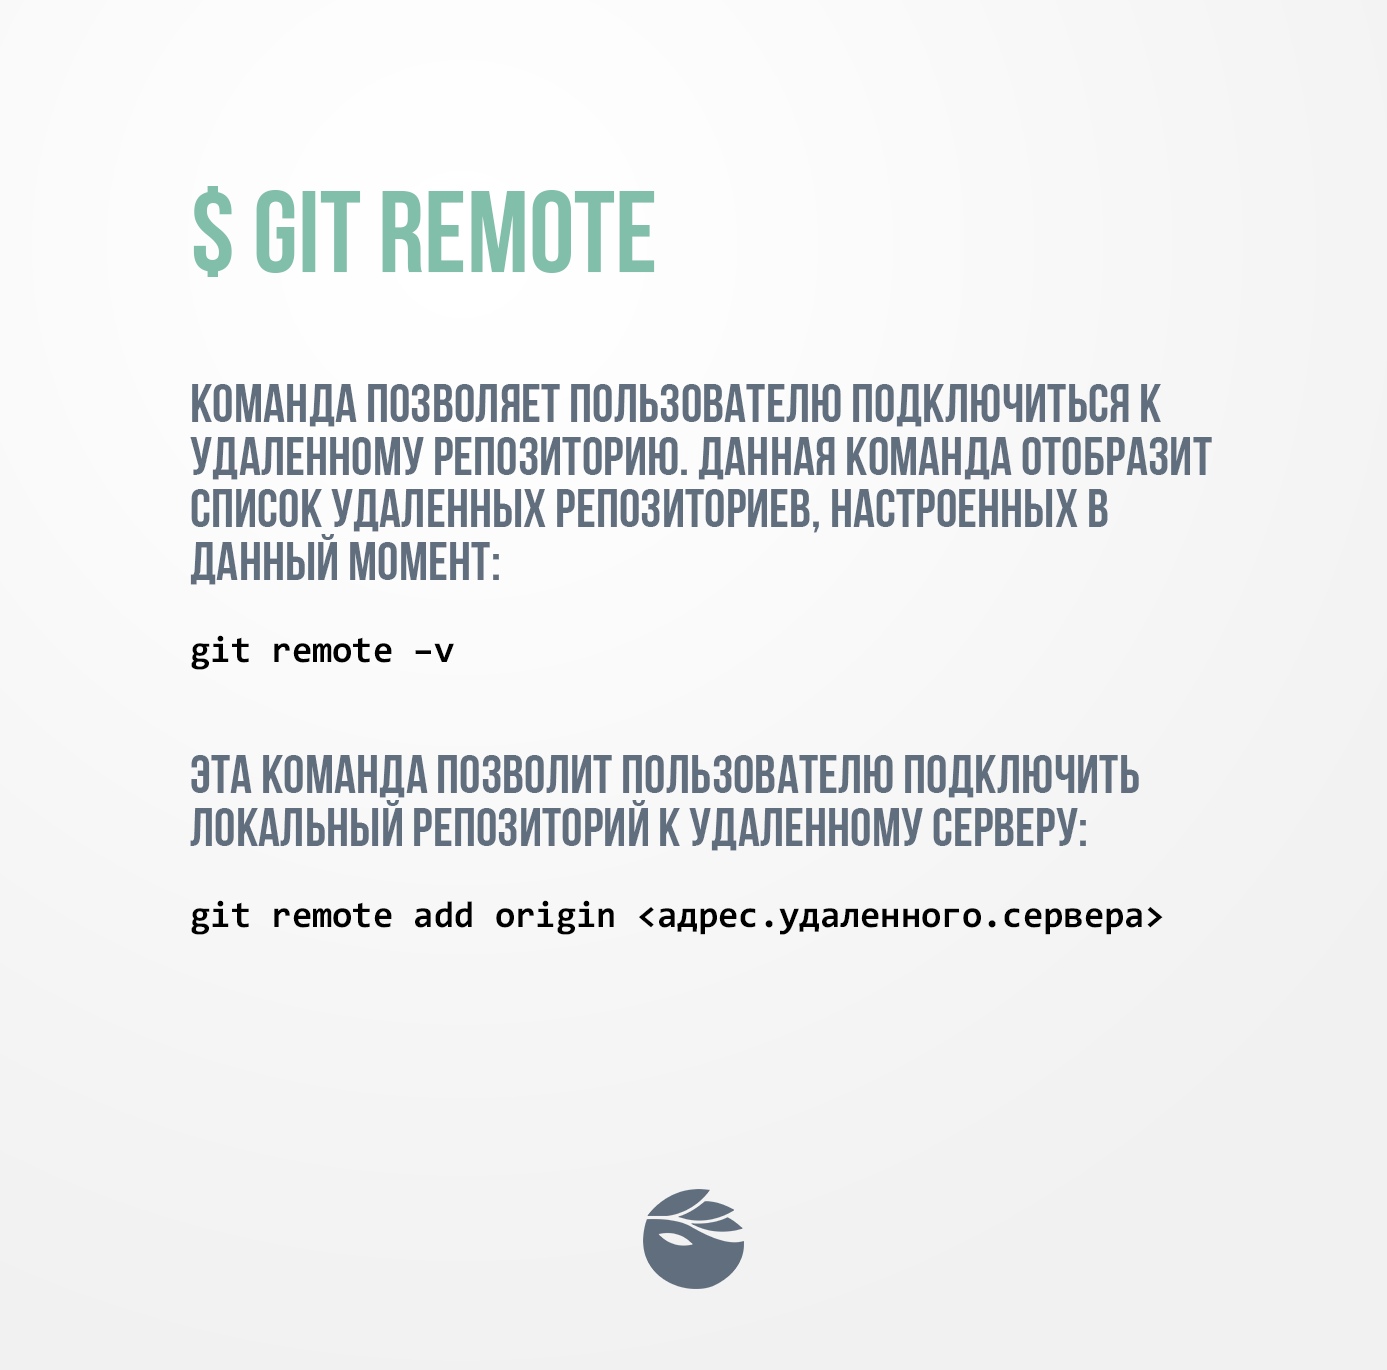 $ GIT REMOTE
КОМАНДА ПОЗВОЛЯЕТ ПОЛЬЗОВАТЕЛЮ ПОДКЛЮЧИТЬСЯ К
УДАЛЕННОМУ РЕПОЗИТОРИЮ. ДАННАЯ КОМАНДА ОТОБРАЗИТ
СПИСОК УДАЛЕННЫХ РЕПОЗИТОРИЕВ, НАСТРОЕННЫХ В
ДАННЫЙ МОМЕНТ:
git remote –v
ЭТА КОМАНДА ПОЗВОЛИТ ПОЛЬЗОВАТЕЛЮ ПОДКЛЮЧИТЬ
ЛОКАЛЬНЫЙ РЕПОЗИТОРИЙ К УДАЛЕННОМУ СЕРВЕРУ:
git remote add origin <адрес.удаленного.сервера>